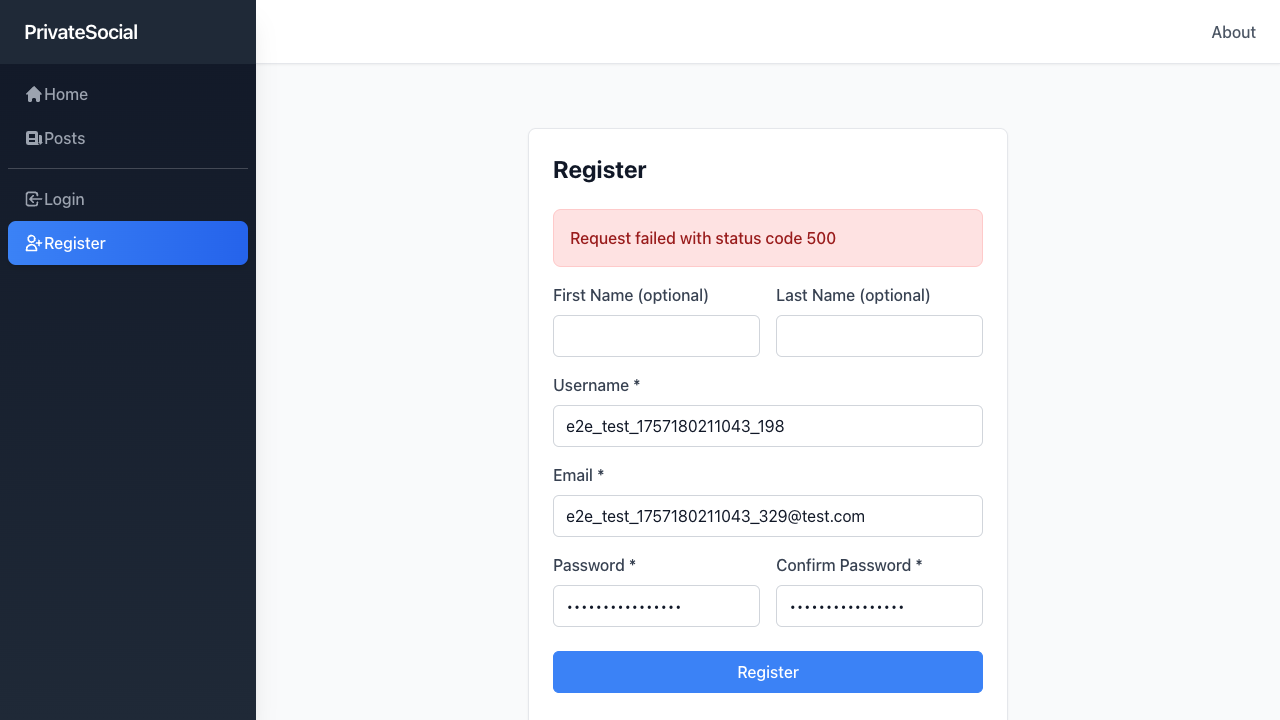 PrivateSocial
About
Home
Posts
Login
Register
Register
Request failed with status code 500
First Name (optional) Last Name (optional)
Username *
e2e_test_1757180211043_198
Email *
e2e_test_1757180211043_329@test.com
Password * Confirm Password *
•••••••••••••••• ••••••••••••••••
Register